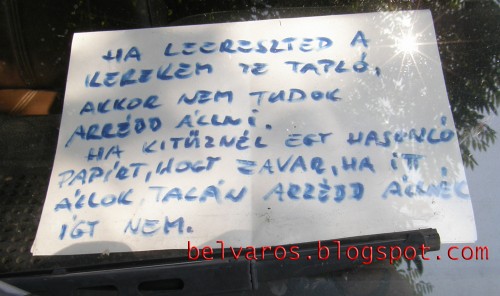 HA LEERESZTED A
KEREKEM TE TAPLÓ,
AKKOR NEM TUDOK
ARRÉBB ÁLLNI.
HA KITŰZNÉL EGY HASONLÓ
PAPÍRT, HOGY ZAVAR, HA ITT
ÁLLOK, TALÁN ARRÉBB ÁLLNÉK
ÍGY NEM.
belvaros.blogspot.com